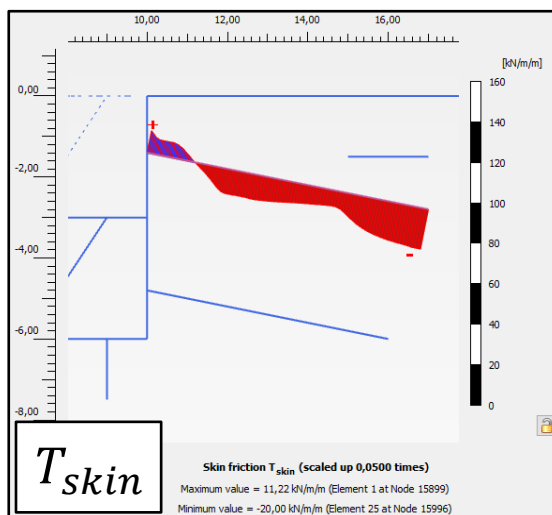 10,00 12,00 14,00 16,00
[kN/m/m]
160
0,00
140
120
-2,00
100
80
-4,00
60
40
-6,00
20
0
-8,00
T_skin
Skin friction T_skin (scaled up 0,0500 times)
Maximum value = 11,22 kN/m/m (Element 1 at Node 15899)
Minimum value = -20,00 kN/m/m (Element 25 at Node 15996)